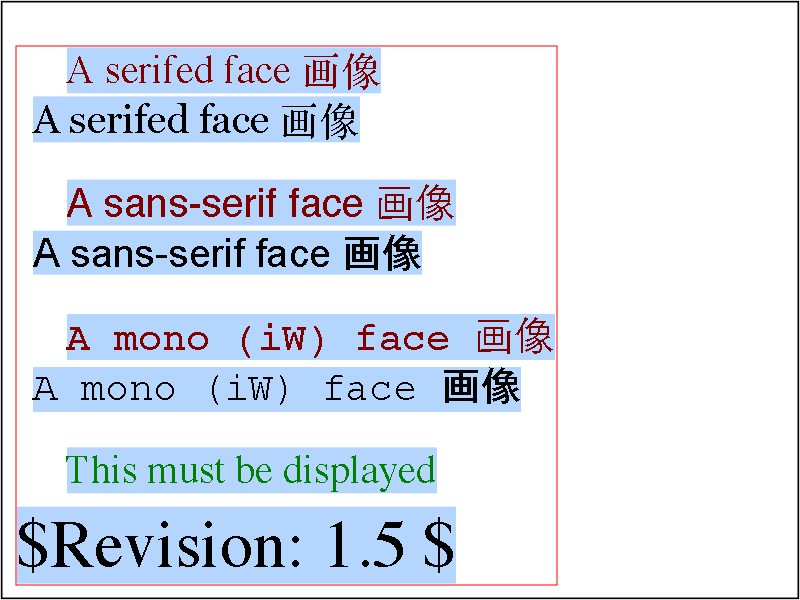 A serifed face 画像
A serifed face 画像
A sans-serif face 画像
A sans-serif face 画像
A mono (iW) face 画像
A mono (iW) face 画像
This must be displayed
$Revision: 1.5 $